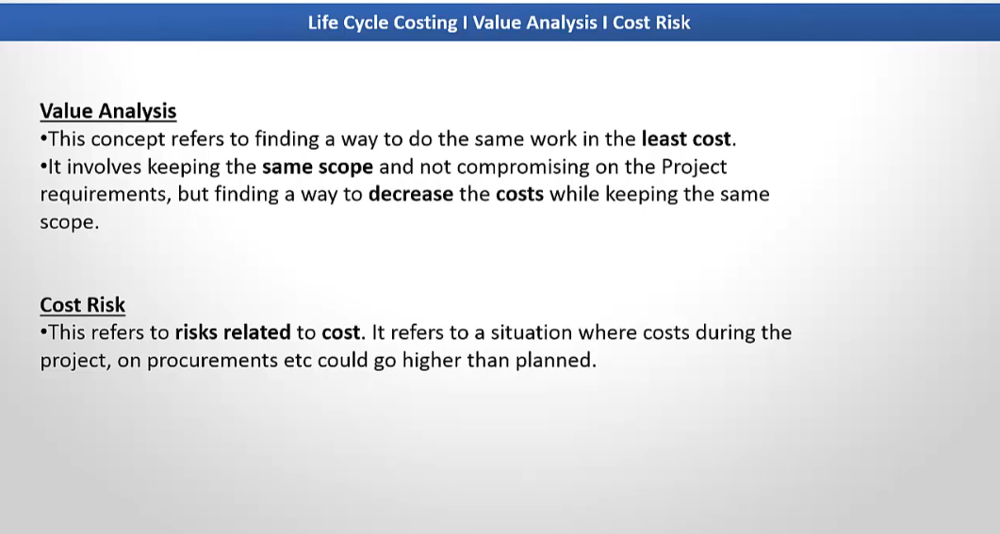 Life Cycle Costing I Value Analysis I Cost Risk
Value Analysis
•This concept refers to finding a way to do the same work in the least cost.
•It involves keeping the same scope and not compromising on the Project
requirements, but finding a way to decrease the costs while keeping the same
scope.
Cost Risk
•This refers to risks related to cost. It refers to a situation where costs during the
project, on procurements etc could go higher than planned.